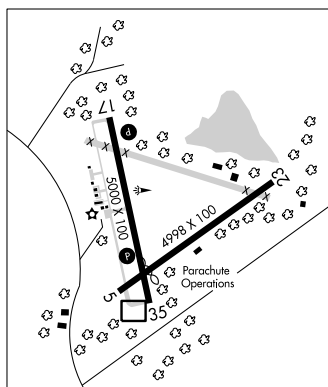 17
P
X X X
5000 X 100
X X
23
4998 X 100
P
5
Parachute
Operations
35